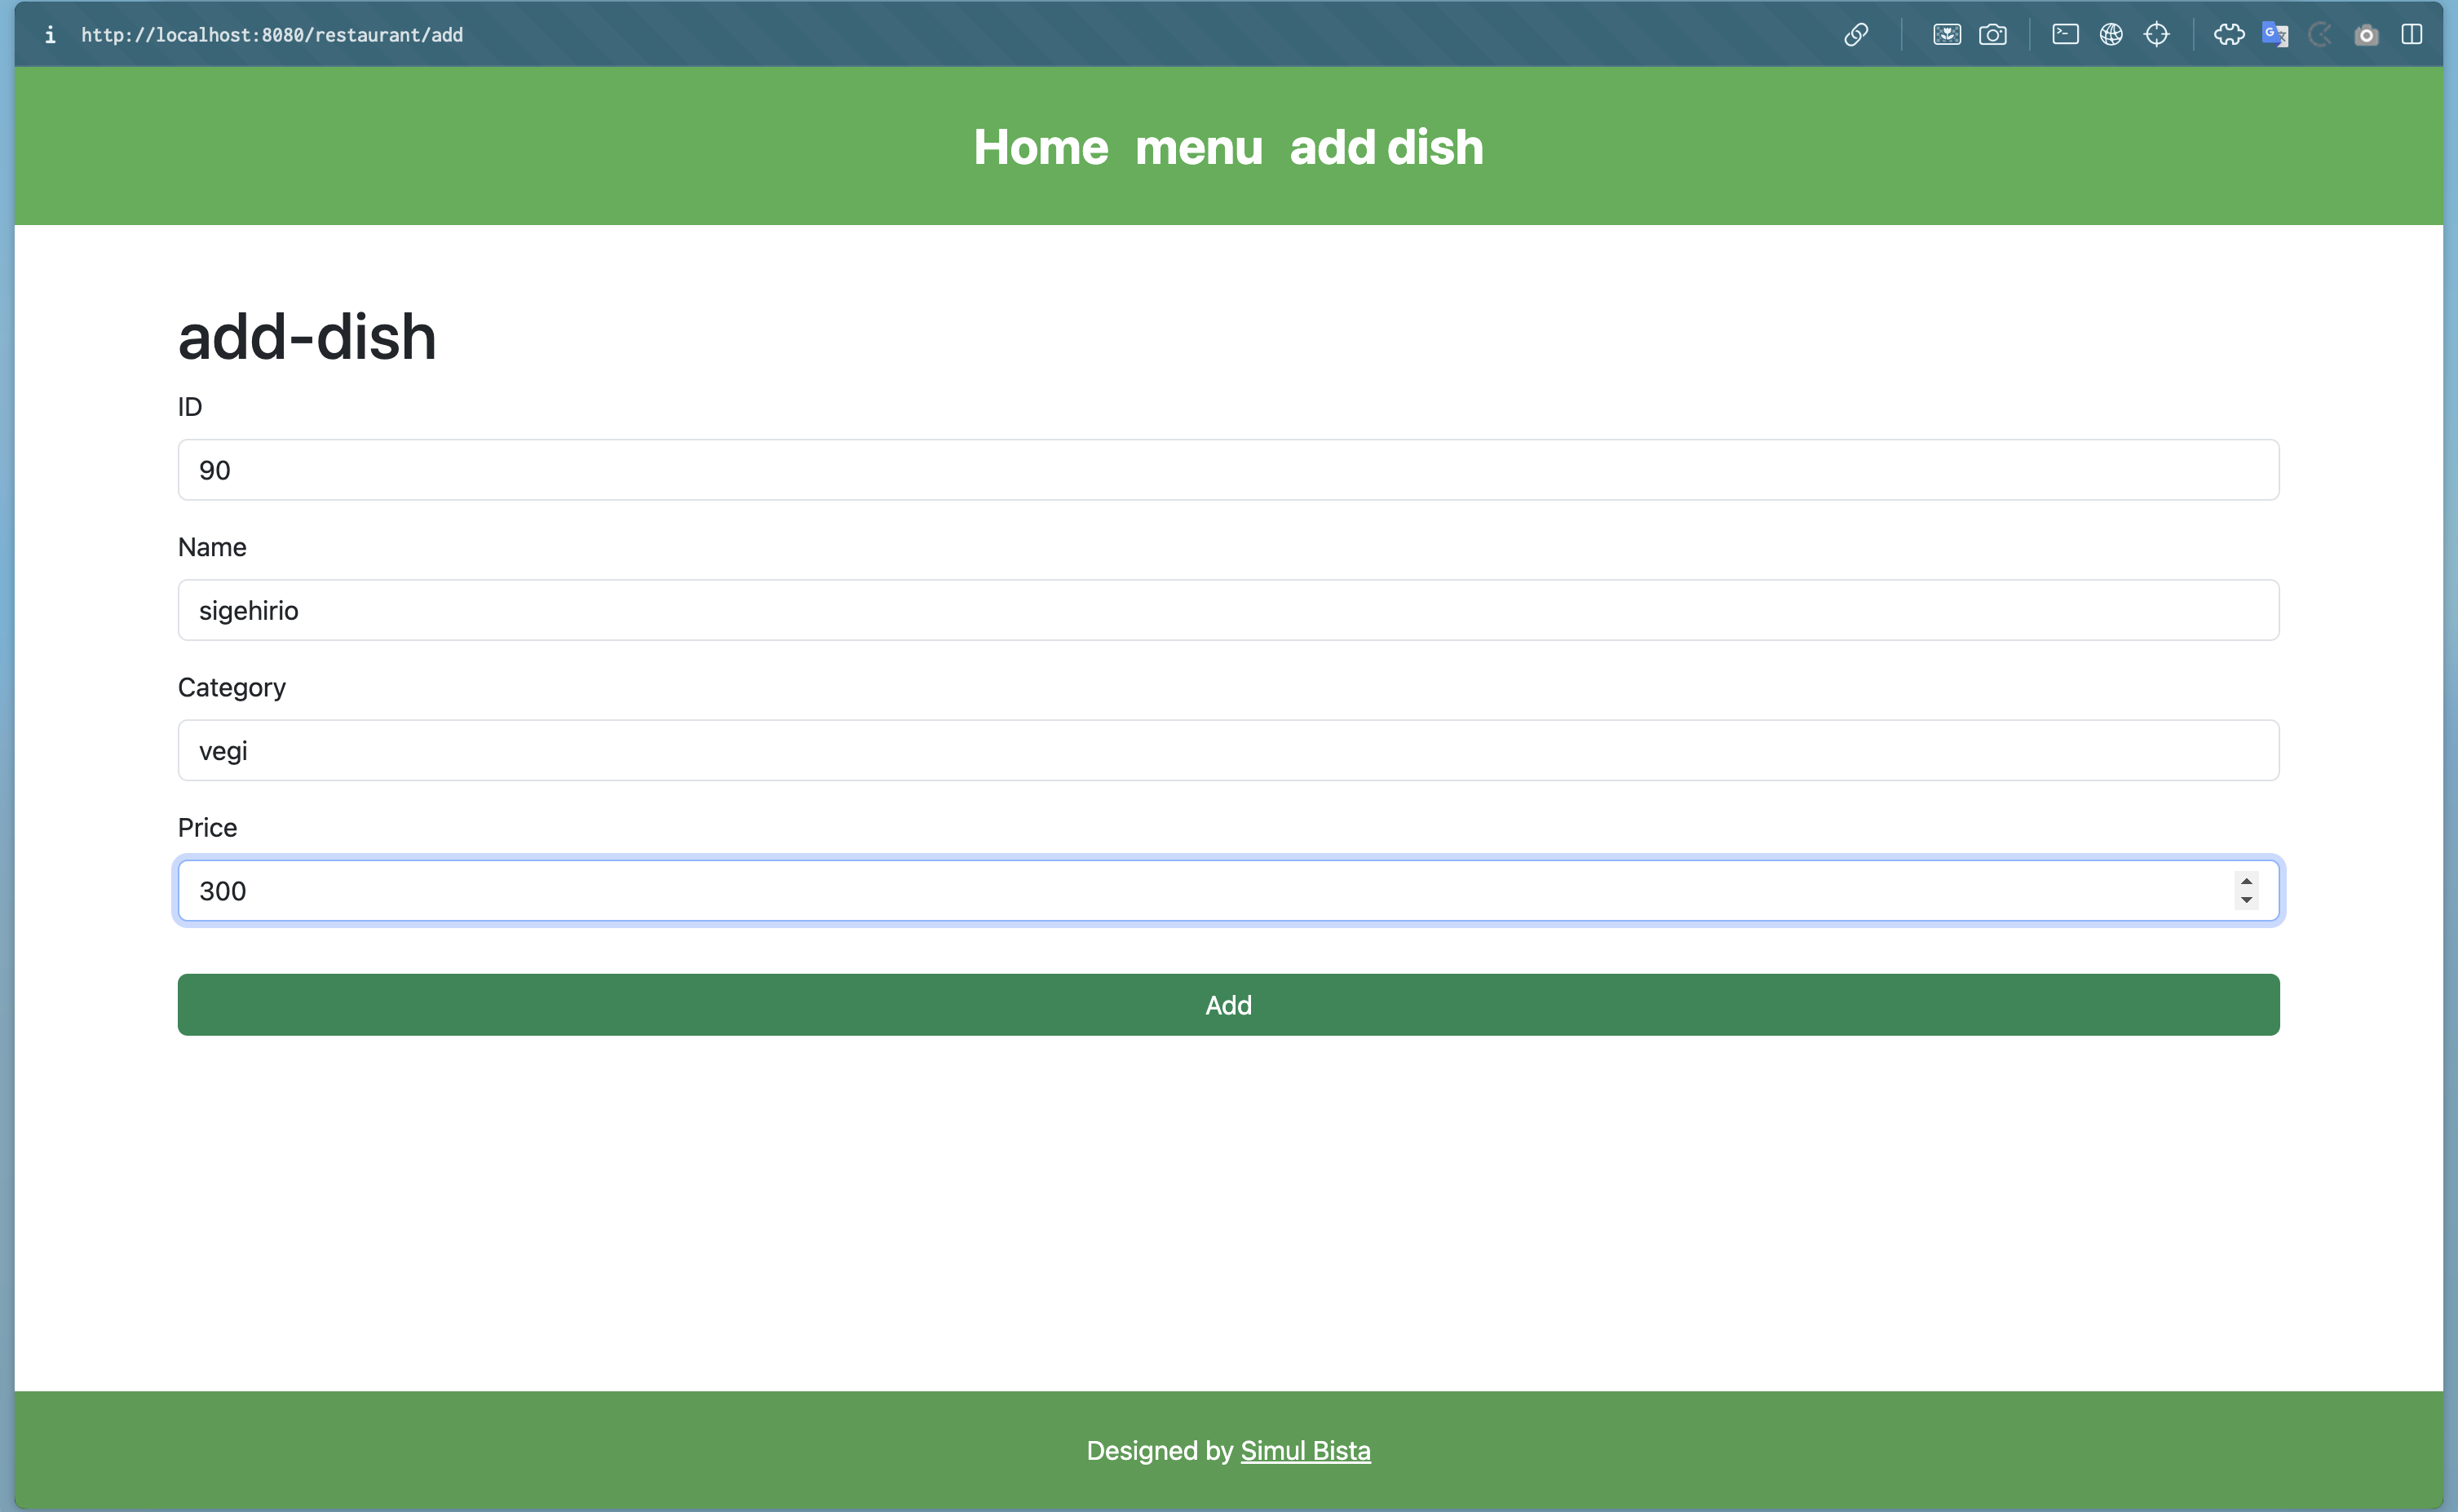 http://localhost:8080/restaurant/add
Home menu add dish
add-dish
ID
90
Name
sigehirio
Category
vegi
Price
300
Add
Designed by Simul Bista